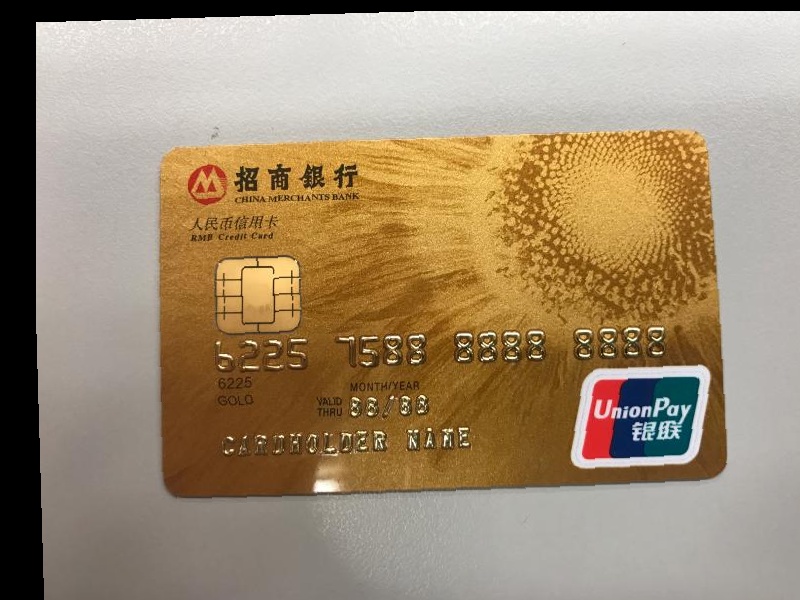 招商銀行
CHINA MERCHANTS BANK
人民币信用卡
RMB Credit Card
6225 7588 8888 8888
6225
GOLD
MONTH/YEAR
VALID THRU 88/88
CARDHOLDER NAME
UnionPay
银联